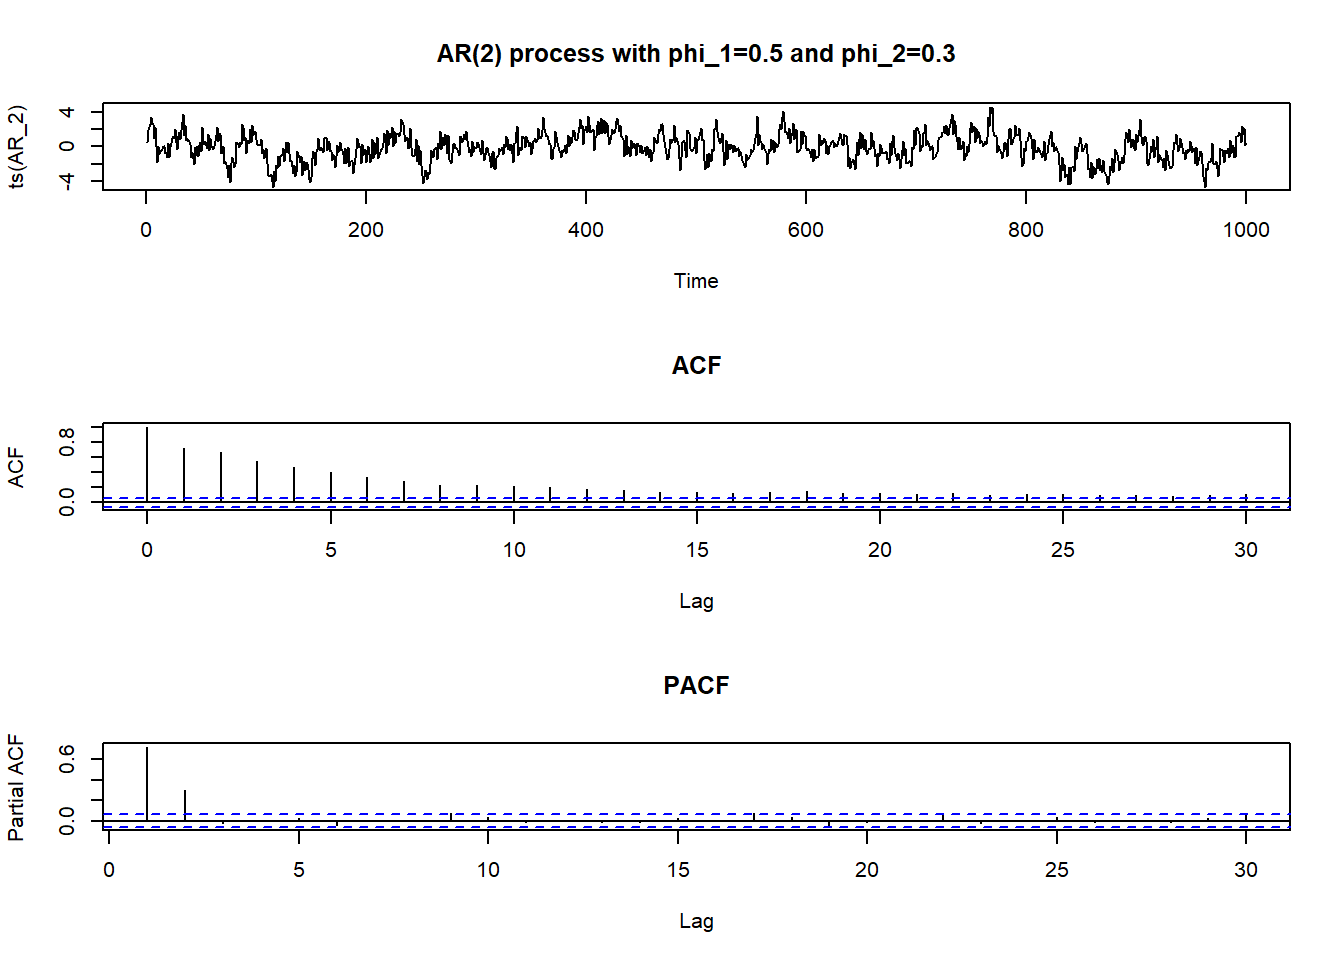 AR(2) process with phi_1=0.5 and phi_2=0.3
ts(AR_2)
4
0
-4
0 200 400 600 800 1000
Time
ACF
ACF
0.8
0.0
0 5 10 15 20 25 30
Lag
PACF
Partial ACF
0.6
0.0
0 5 10 15 20 25 30
Lag